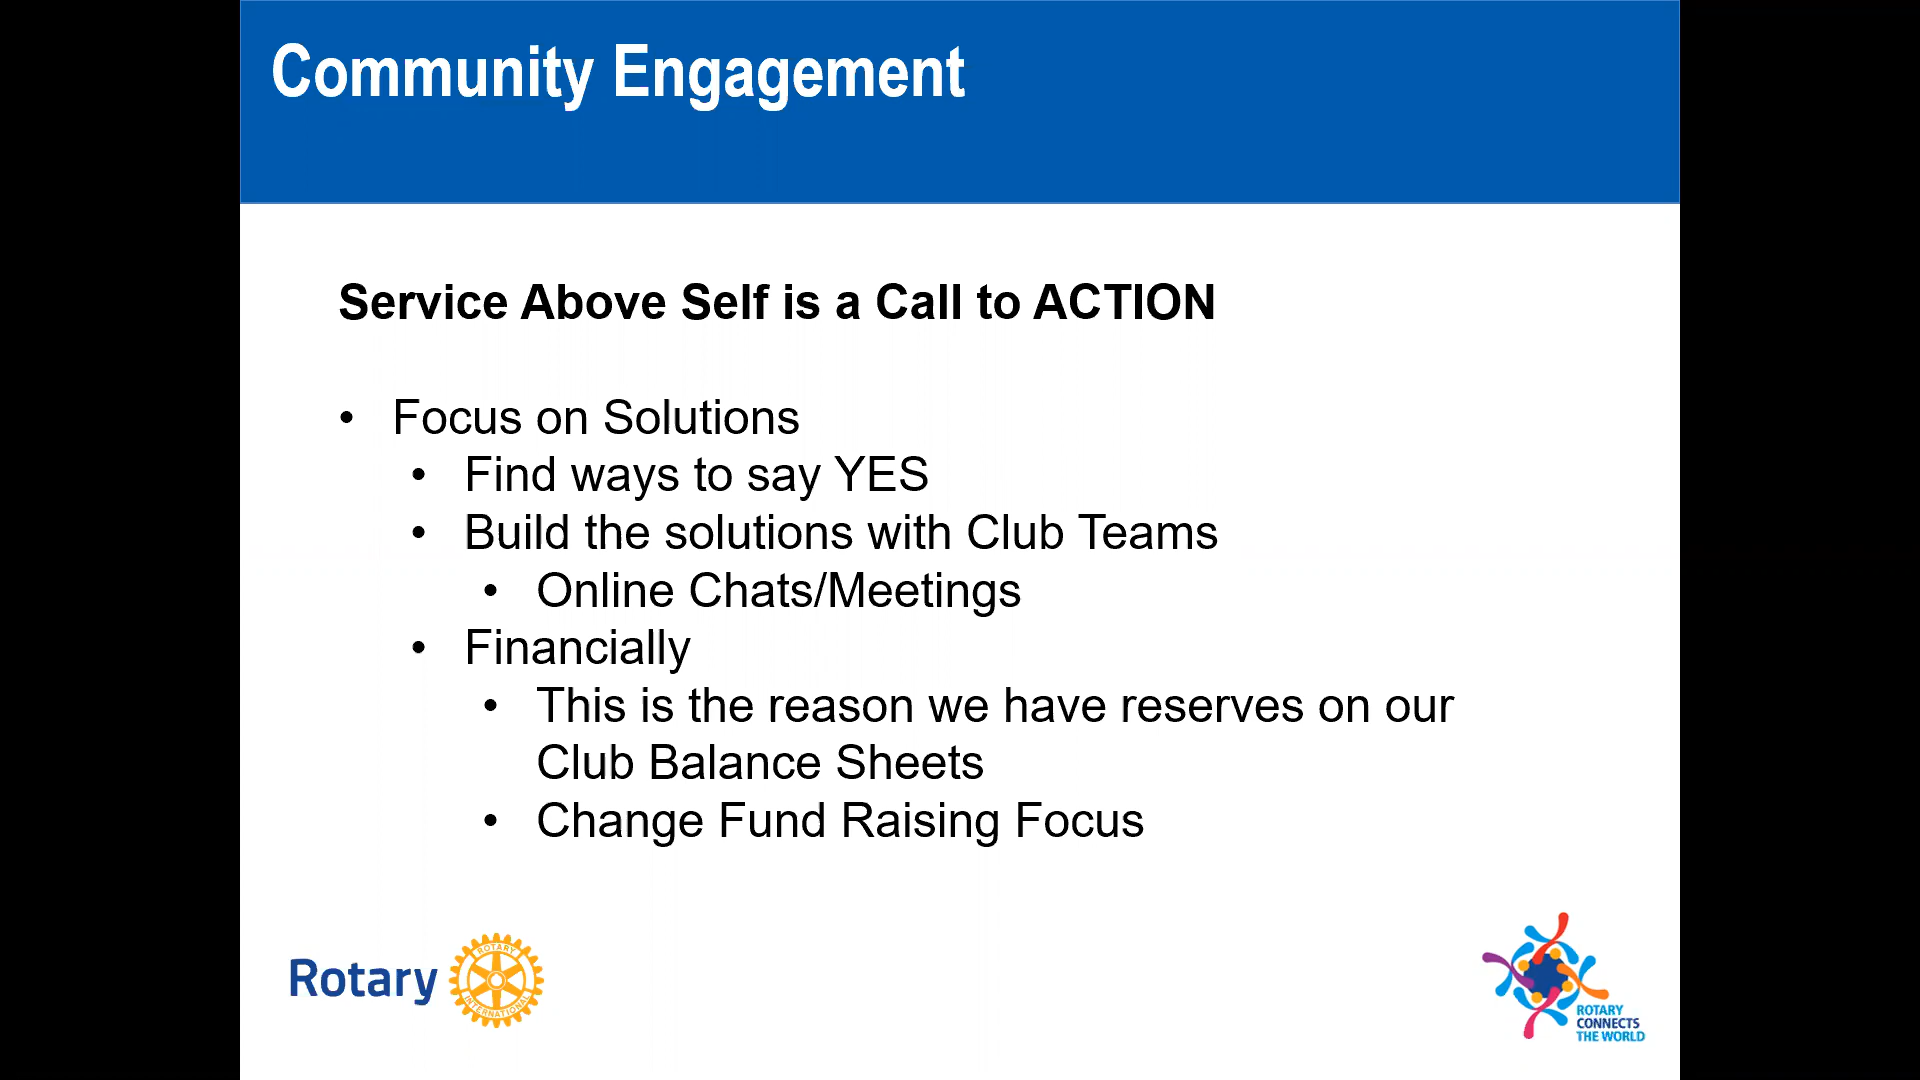 Community Engagement
Service Above Self is a Call to ACTION
• Focus on Solutions
• Find ways to say YES
• Build the solutions with Club Teams
• Online Chats/Meetings
• Financially
• This is the reason we have reserves on our
Club Balance Sheets
• Change Fund Raising Focus
Rotary
ROTARY
INTERNATIONAL
ROTARY
CONNECTS
THE WORLD